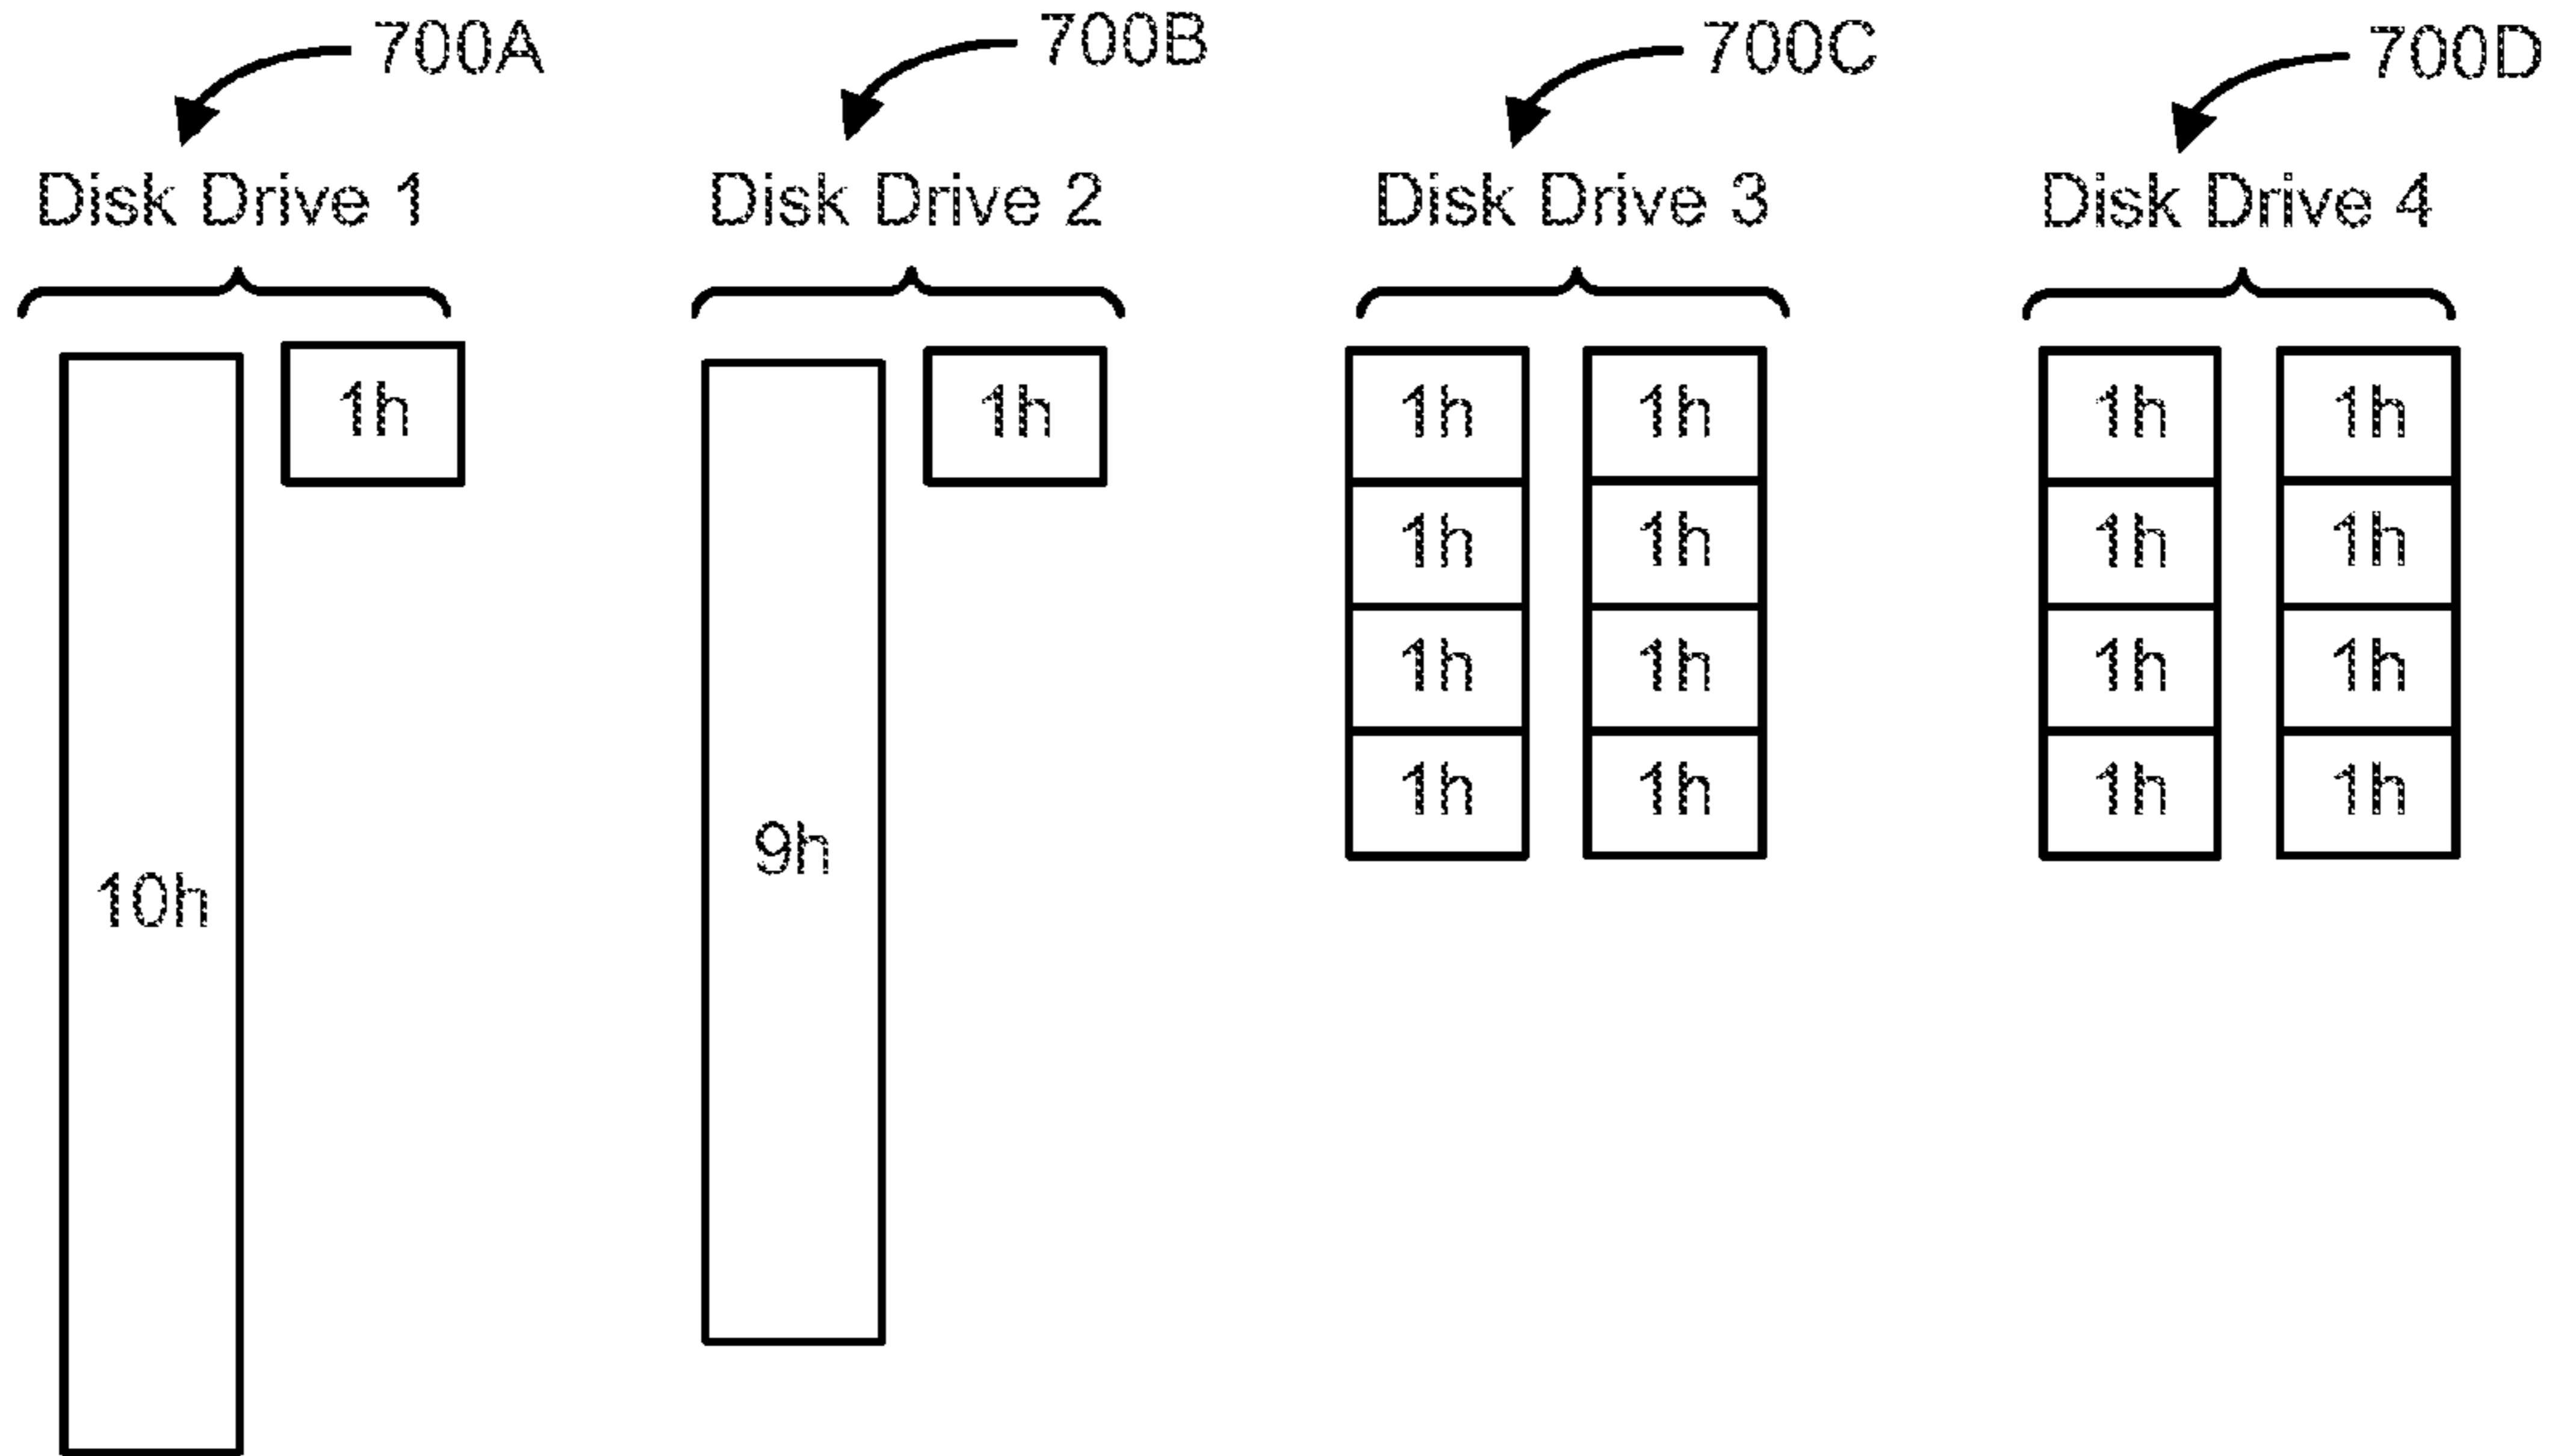 700A 700B 700C 700D
Disk Drive 1 Disk Drive 2 Disk Drive 3 Disk Drive 4
1h 1h 1h 1h 1h 1h
1h 1h 1h 1h
1h 1h 1h 1h
1h 1h 1h 1h
9h
10h